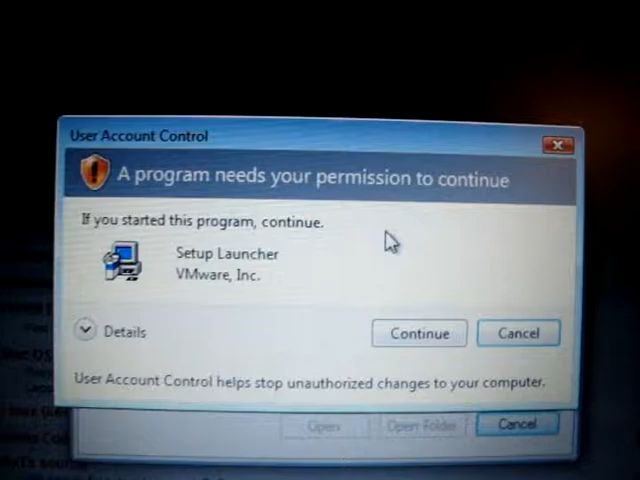 User Account Control
A program needs your permission to continue
If you started this program, continue.
Setup Launcher
VMware, Inc.
Details
Continue
Cancel
User Account Control helps stop unauthorized changes to your computer.
Open
Open Folder
Cancel